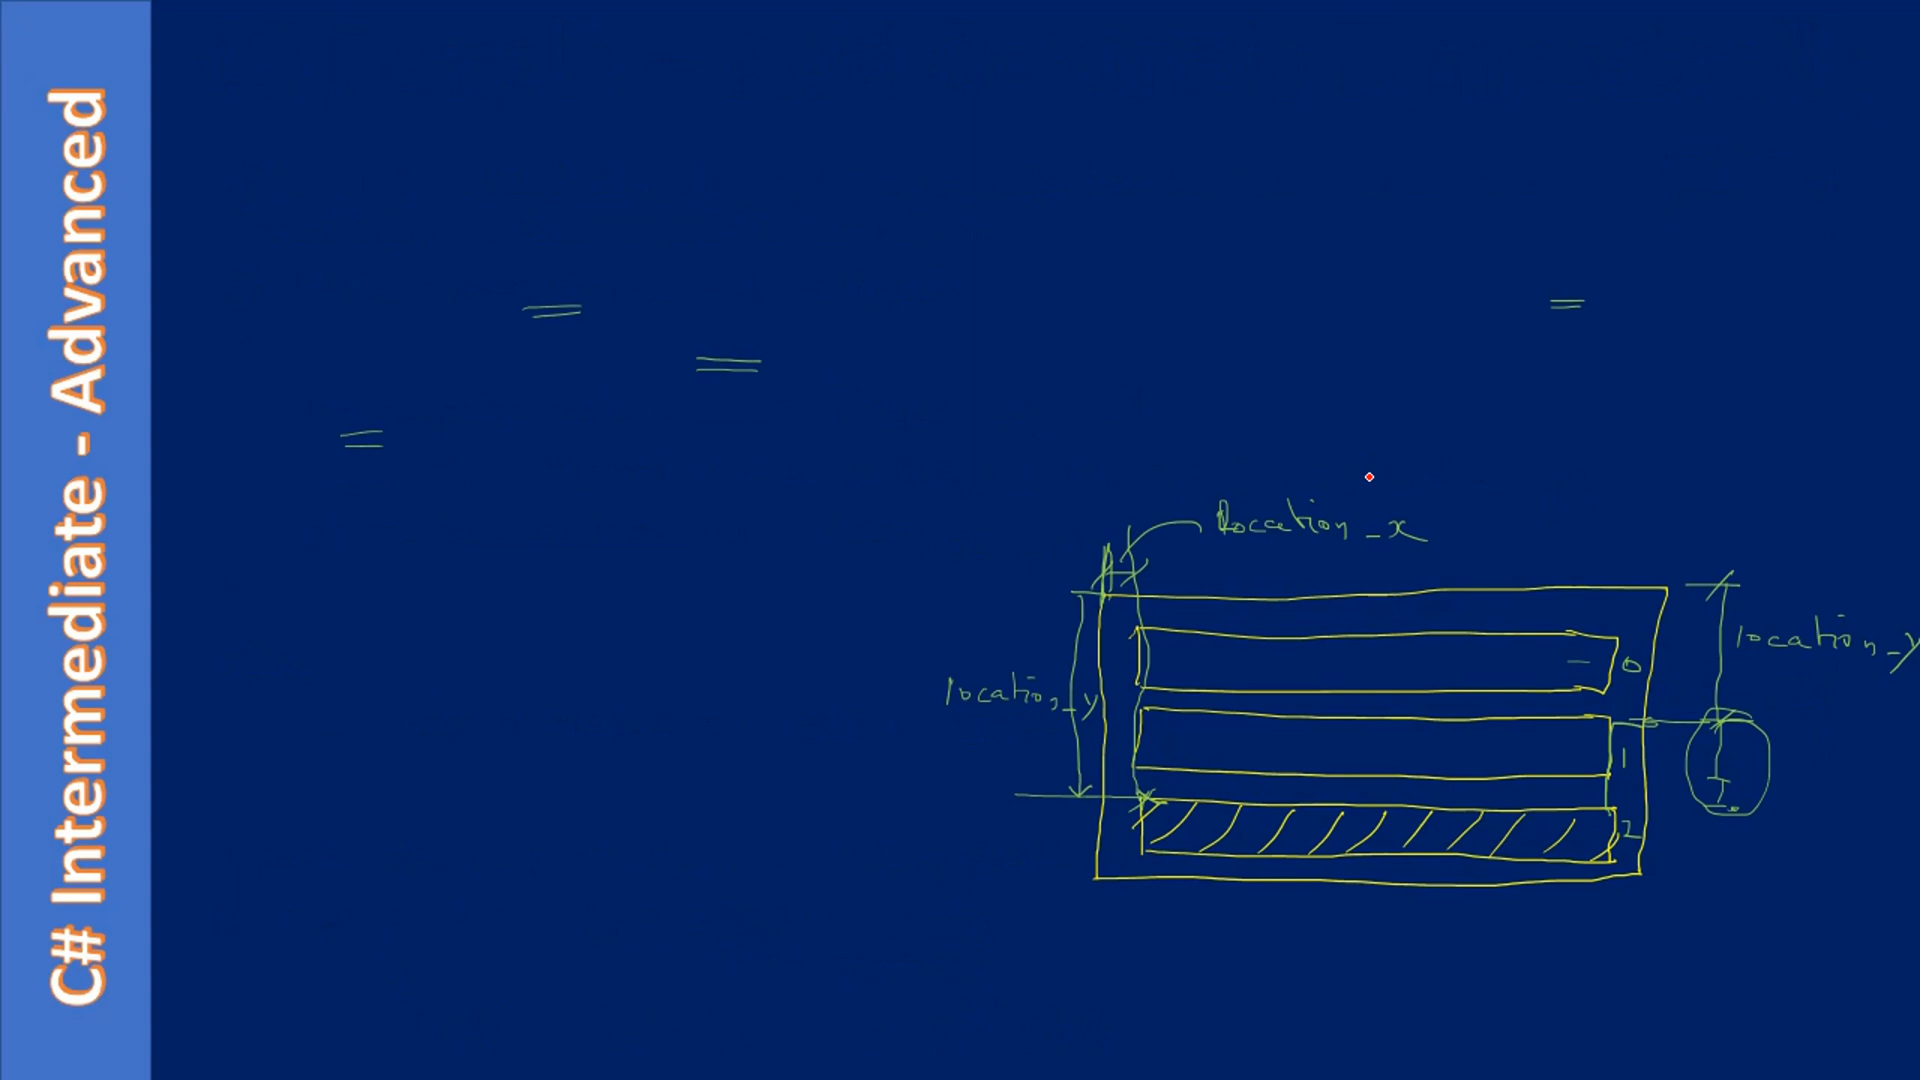 C# Intermediate - Advanced
=
=
=
=
location_x
location_y
0
location_y
1
2